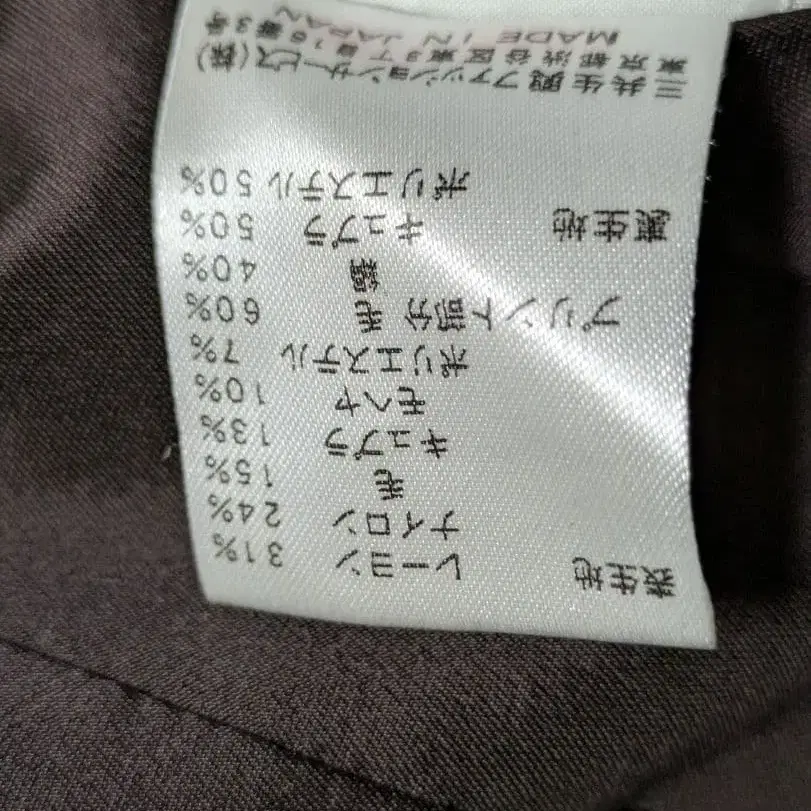 表生地 レーヨン 31%
ナイロン 24%
毛 15%
キュプラ 13%
モヘヤ 10%
ポリエステル 7%
プリント部分 毛 60%
40%
裏生地 キュプラ 50%
ポリエステル 50%
三共生興ファッションサービス(株)
東京都渋谷区東3丁目16番3号
MADE IN JAPAN